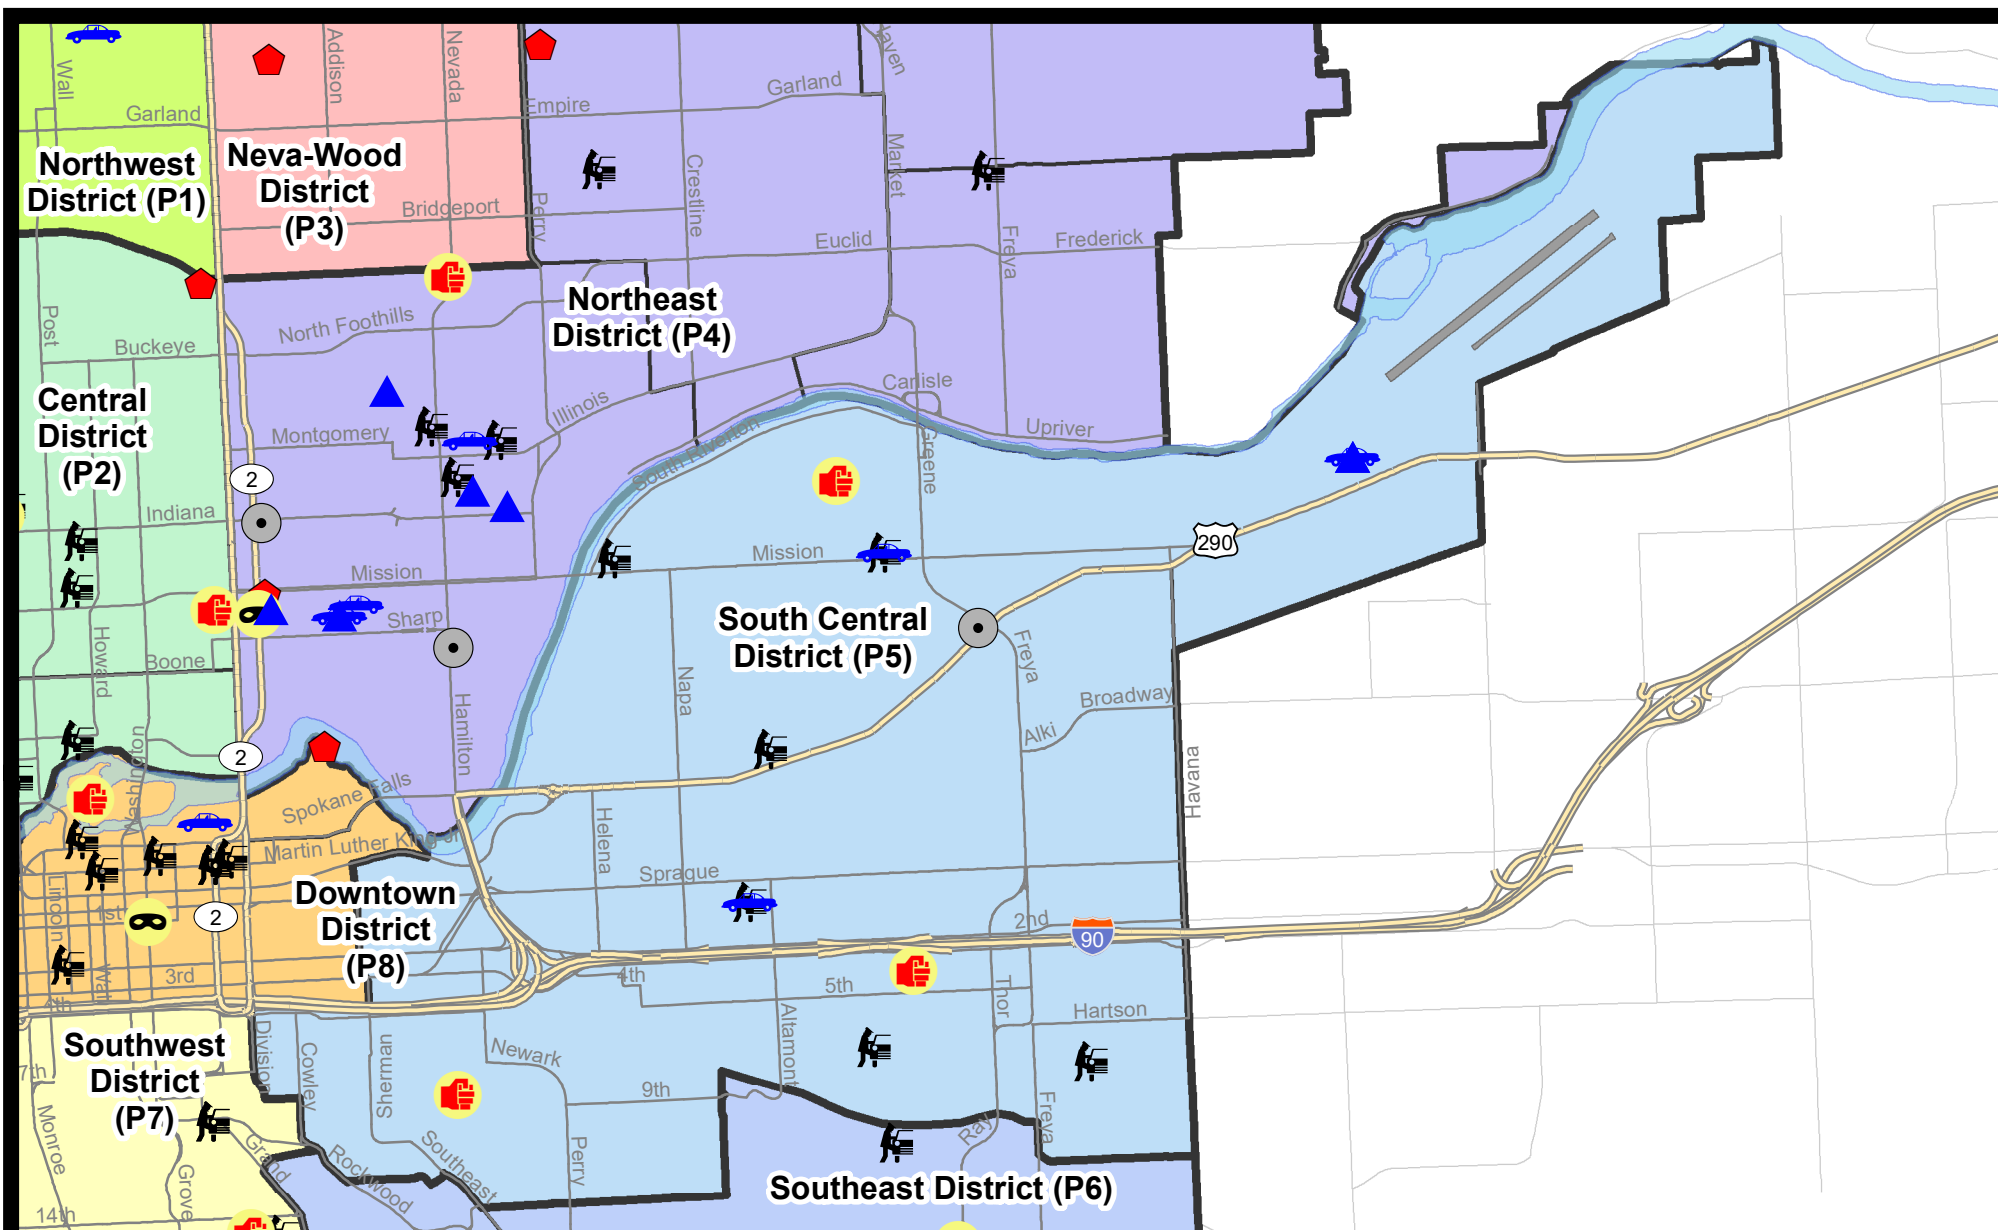 Wall
Addison
Nevada
Haven
Garland
Empire
Garland
Northwest
District (P1)
Neva-Wood
District
(P3)
Bridgeport
Perry
Crestline
Market
Euclid
Freya
Frederick
Northeast
District (P4)
Post
North Foothills
Buckeye
Central
District
(P2)
Illinois
Montgomery
Carlisle
Upriver
South Riverton
Greene
2
Indiana
Mission
290
Mission
Sharp
South Central
District (P5)
Howard
Boone
Napa
Freya
Broadway
Alki
Hamilton
Washington
2
Havana
Spokane Falls
Helena
Martin Luther King Jr
Sprague
Lincoln
1st
2
Downtown
District
(P8)
2nd
90
Wall
3rd
4th
4th
5th
Thor
Hartson
Altamont
Southwest
District
(P7)
Division
Cowley
Sherman
Newark
7th
9th
Monroe
Grand
Grove
Rockwood
Southeast
Perry
Ray
Freya
Southeast District (P6)
14th